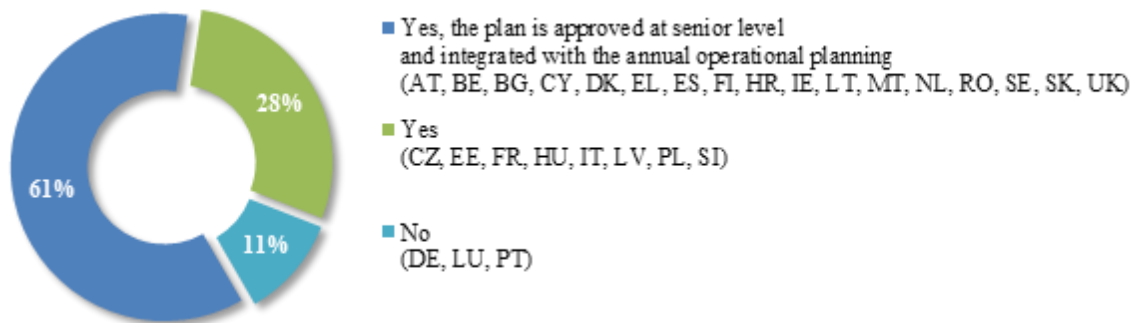 Yes, the plan is approved at senior level
and integrated with the annual operational planning
(AT, BE, BG, CY, DK, EL, ES, FI, HR, IE, LT, MT, NL, RO, SE, SK, UK)
28%
Yes
(CZ, EE, FR, HU, IT, LV, PL, SI)
61%
11%
No
(DE, LU, PT)